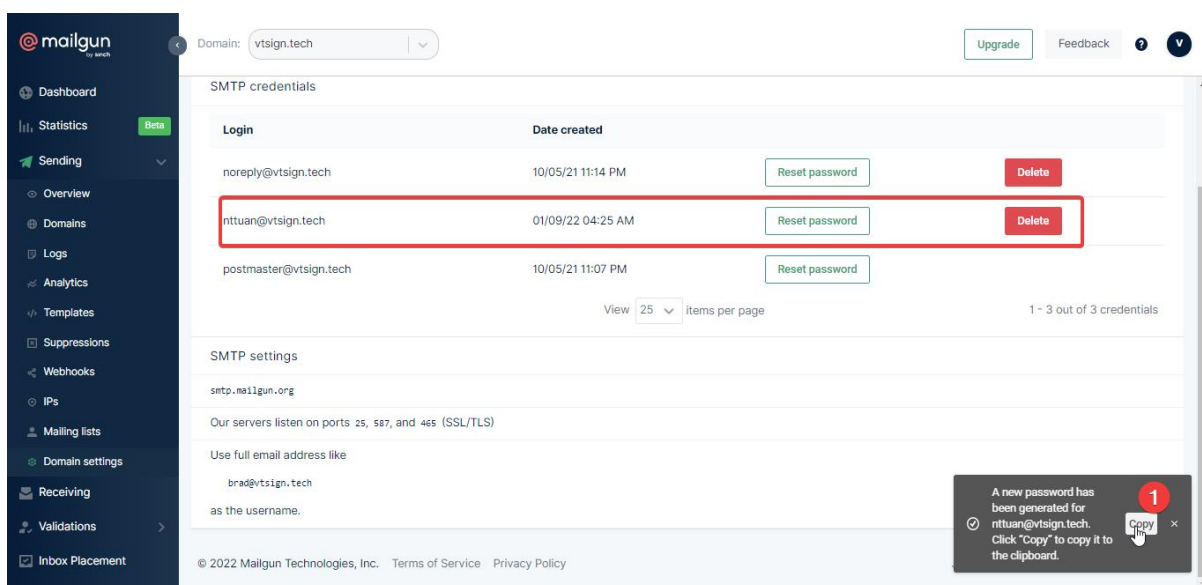 mailgun
by sinch
Domain: vtsign.tech
Upgrade
Feedback
?
V
Dashboard
Statistics Beta
Sending
Overview
Domains
Logs
Analytics
Templates
Suppressions
Webhooks
IPs
Mailing lists
Domain settings
Receiving
Validations
Inbox Placement
SMTP credentials
Login Date created
noreply@vtsign.tech 10/05/21 11:14 PM Reset password Delete
nttuan@vtsign.tech 01/09/22 04:25 AM Reset password Delete
postmaster@vtsign.tech 10/05/21 11:07 PM Reset password
View 25 items per page 1 - 3 out of 3 credentials
SMTP settings
smtp.mailgun.org
Our servers listen on ports 25, 587, and 465 (SSL/TLS)
Use full email address like
brad@vtsign.tech
as the username.
© 2022 Mailgun Technologies, Inc. Terms of Service Privacy Policy
A new password has
been generated for
nttuan@vtsign.tech.
Click "Copy" to copy it to
the clipboard.
1
Copy
×